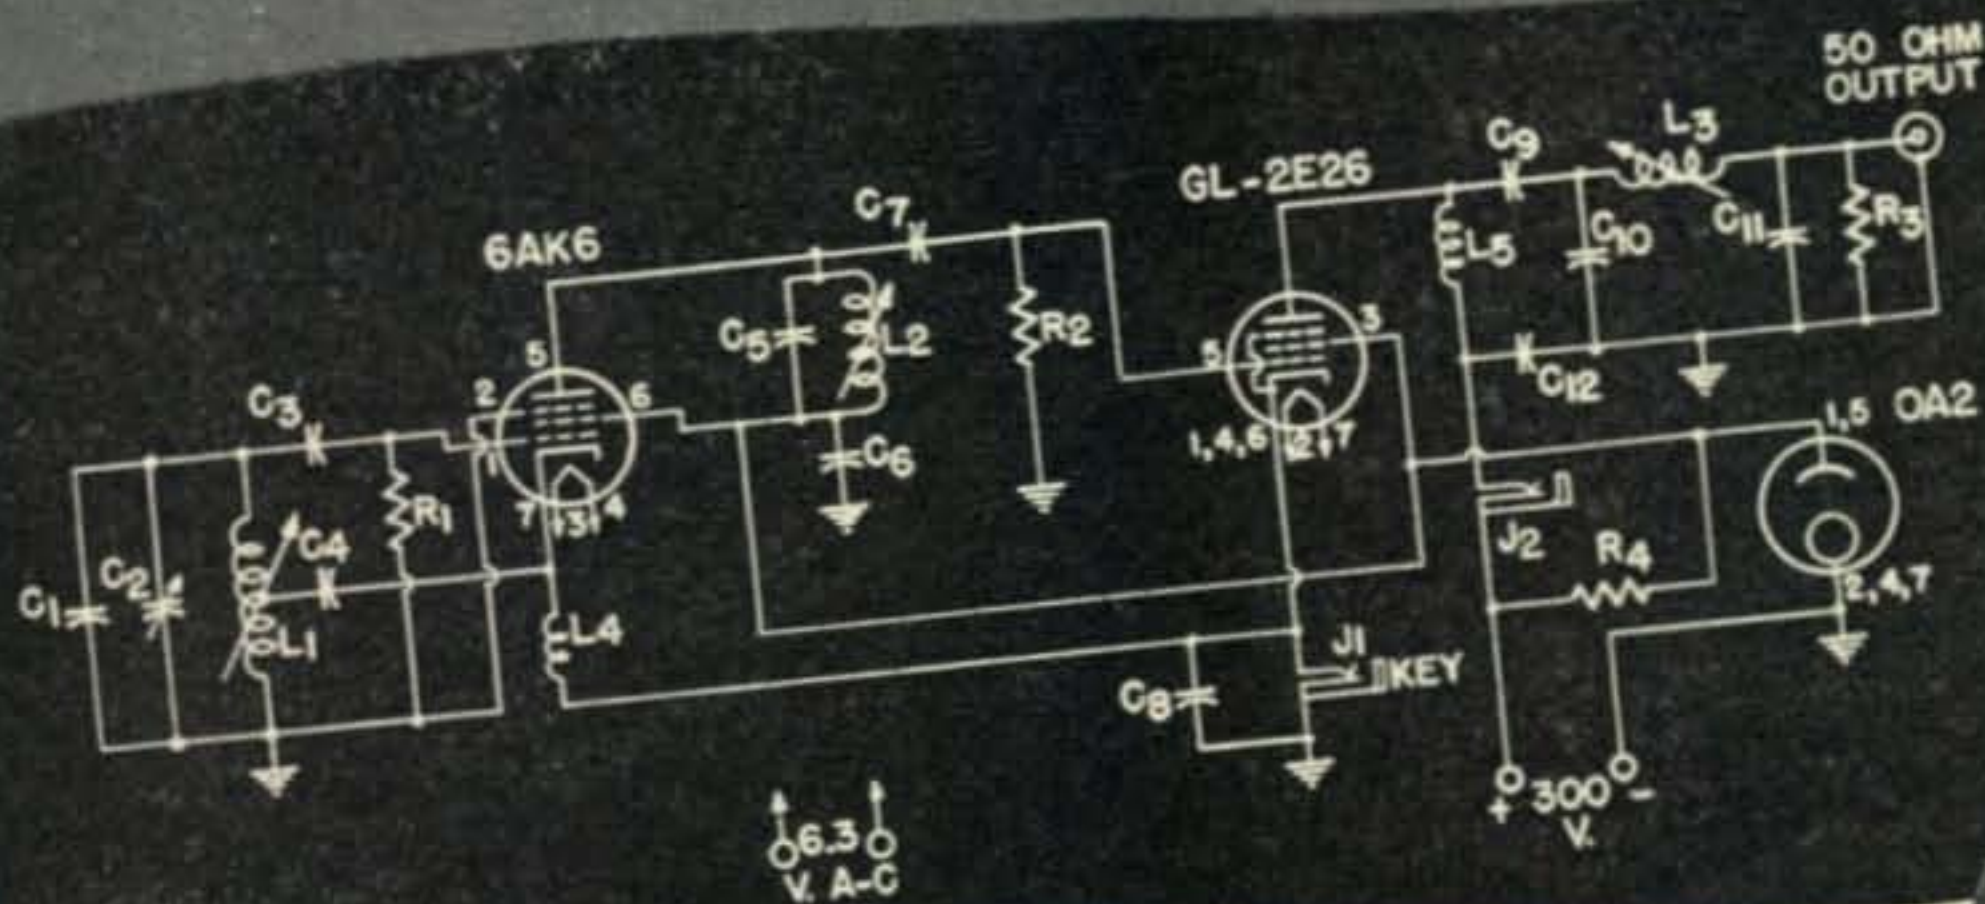 50 OHM
OUTPUT
C9
L3
GL-2E26
C7
6AK6
L5
C10
C11
R3
C5
L2
R2
5
5
3
C12
2
6
C3
1
C6
1,4,6
2
7
1,5
OA2
7
3
4
R1
C4
J2
R4
C1
C2
L1
L4
2,4,7
J1
KEY
C8
+ 300 -
V.
6.3
V. A-C